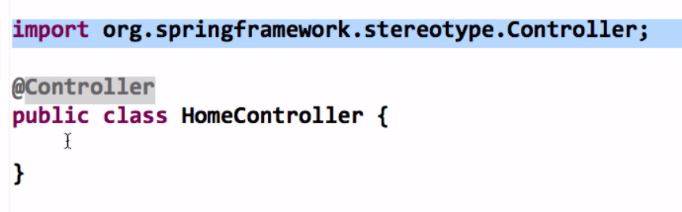 import org.springframework.stereotype.Controller;
@Controller
public class HomeController {
}